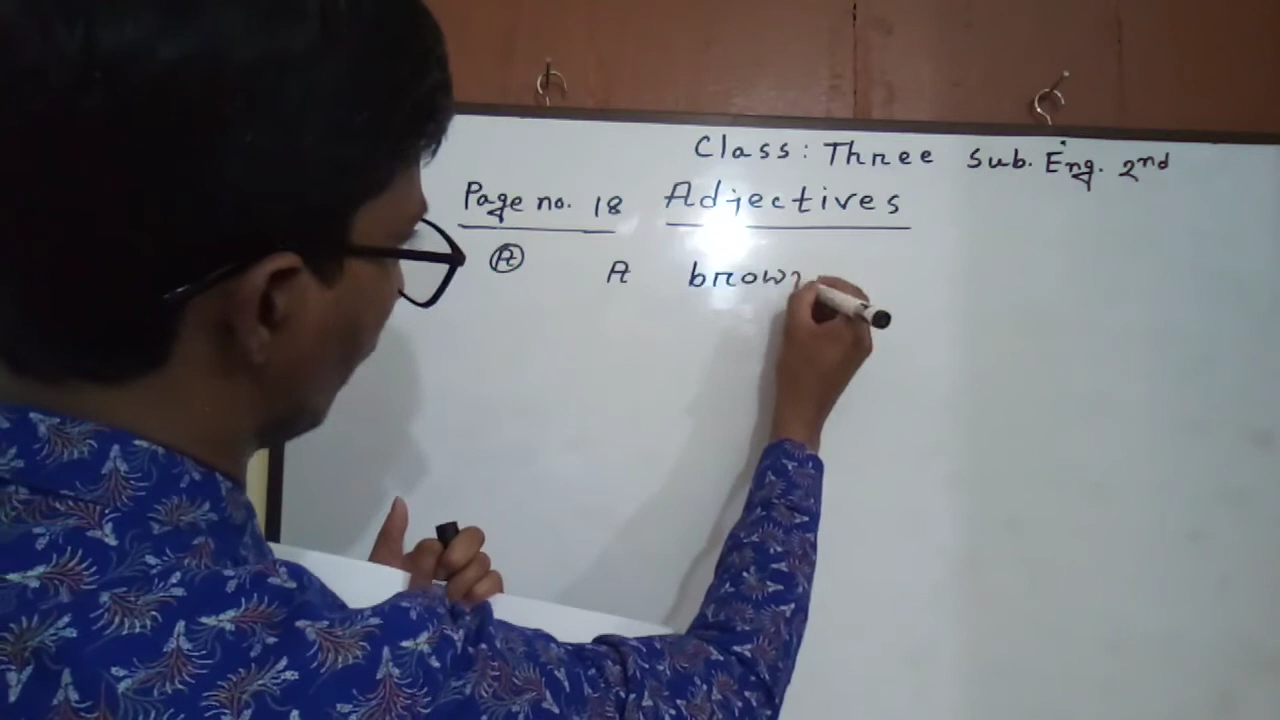 Class: Three Sub. Eng. 2nd
Page no. 18 Adjectives
A A brown